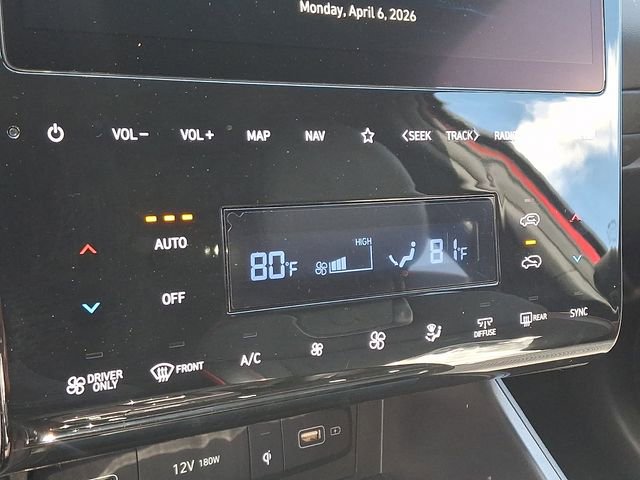 Monday, April 6, 2026
VOL− VOL+ MAP NAV <SEEK TRACK> RADIO
AUTO
HIGH
80°F 81°F
OFF
SYNC
DRIVER ONLY
FRONT
A/C
DIFFUSE
REAR
12V 180W